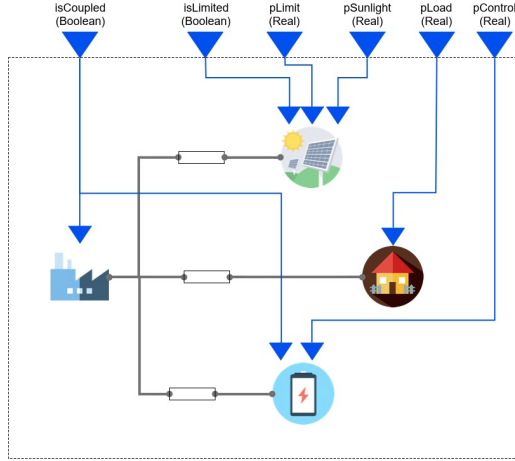 isCoupled
(Boolean)
isLimited
(Boolean)
pLimit
(Real)
pSunlight
(Real)
pLoad
(Real)
pControl
(Real)